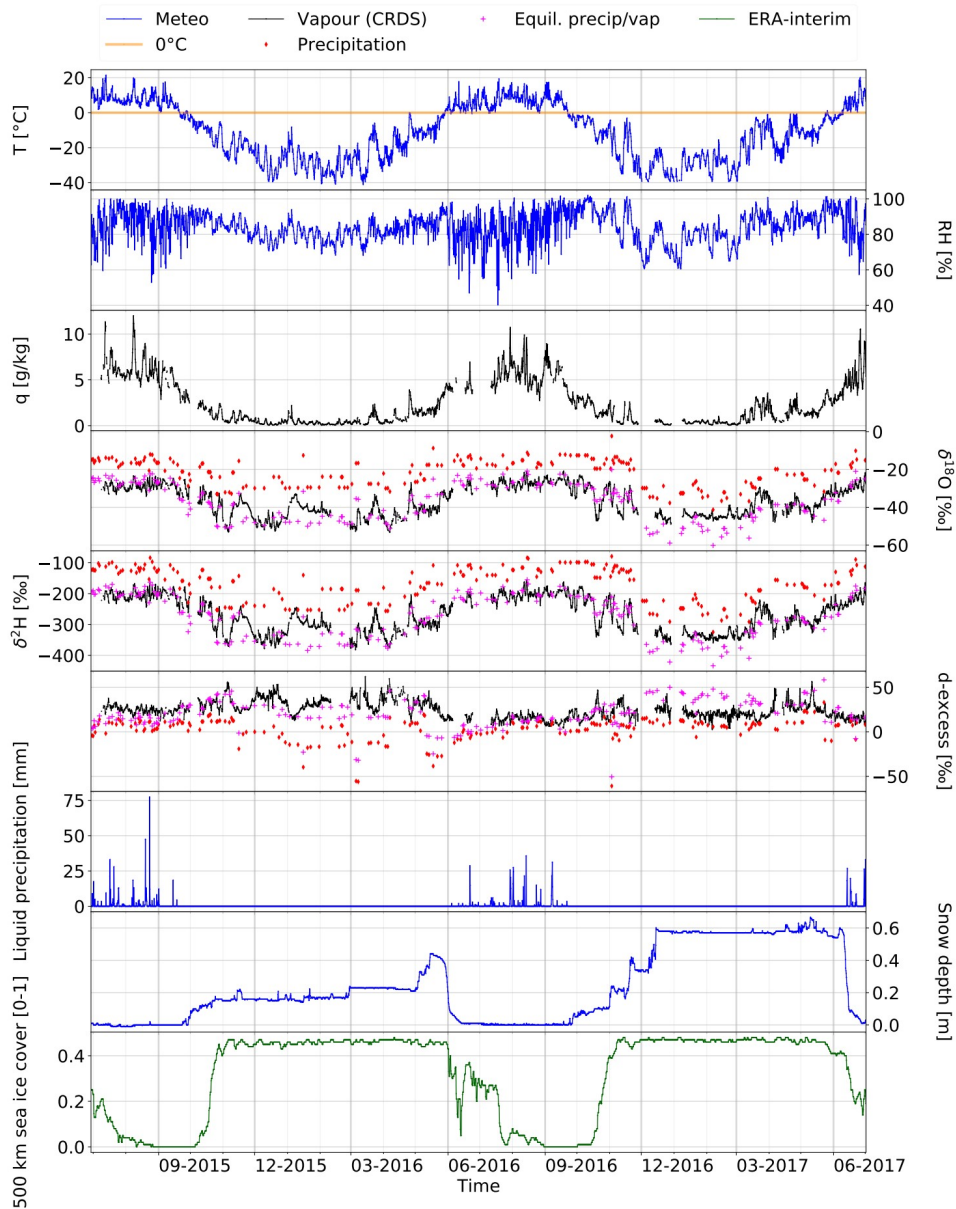 Meteo Vapour (CRDS) Equil. precip/vap ERA-interim
0°C Precipitation
T [°C]
20
0
−20
−40
RH [%]
100
80
60
40
q [g/kg]
10
5
0
δ18O [‰]
0
−20
−40
−60
δ2H [‰]
−100
−200
−300
−400
d-excess [‰]
50
0
−50
Liquid precipitation [mm]
75
50
25
0
Snow depth [m]
0.6
0.4
0.2
0.0
500 km sea ice cover [0-1]
0.4
0.2
0.0
09-2015 12-2015 03-2016 06-2016 09-2016 12-2016 03-2017 06-2017
Time